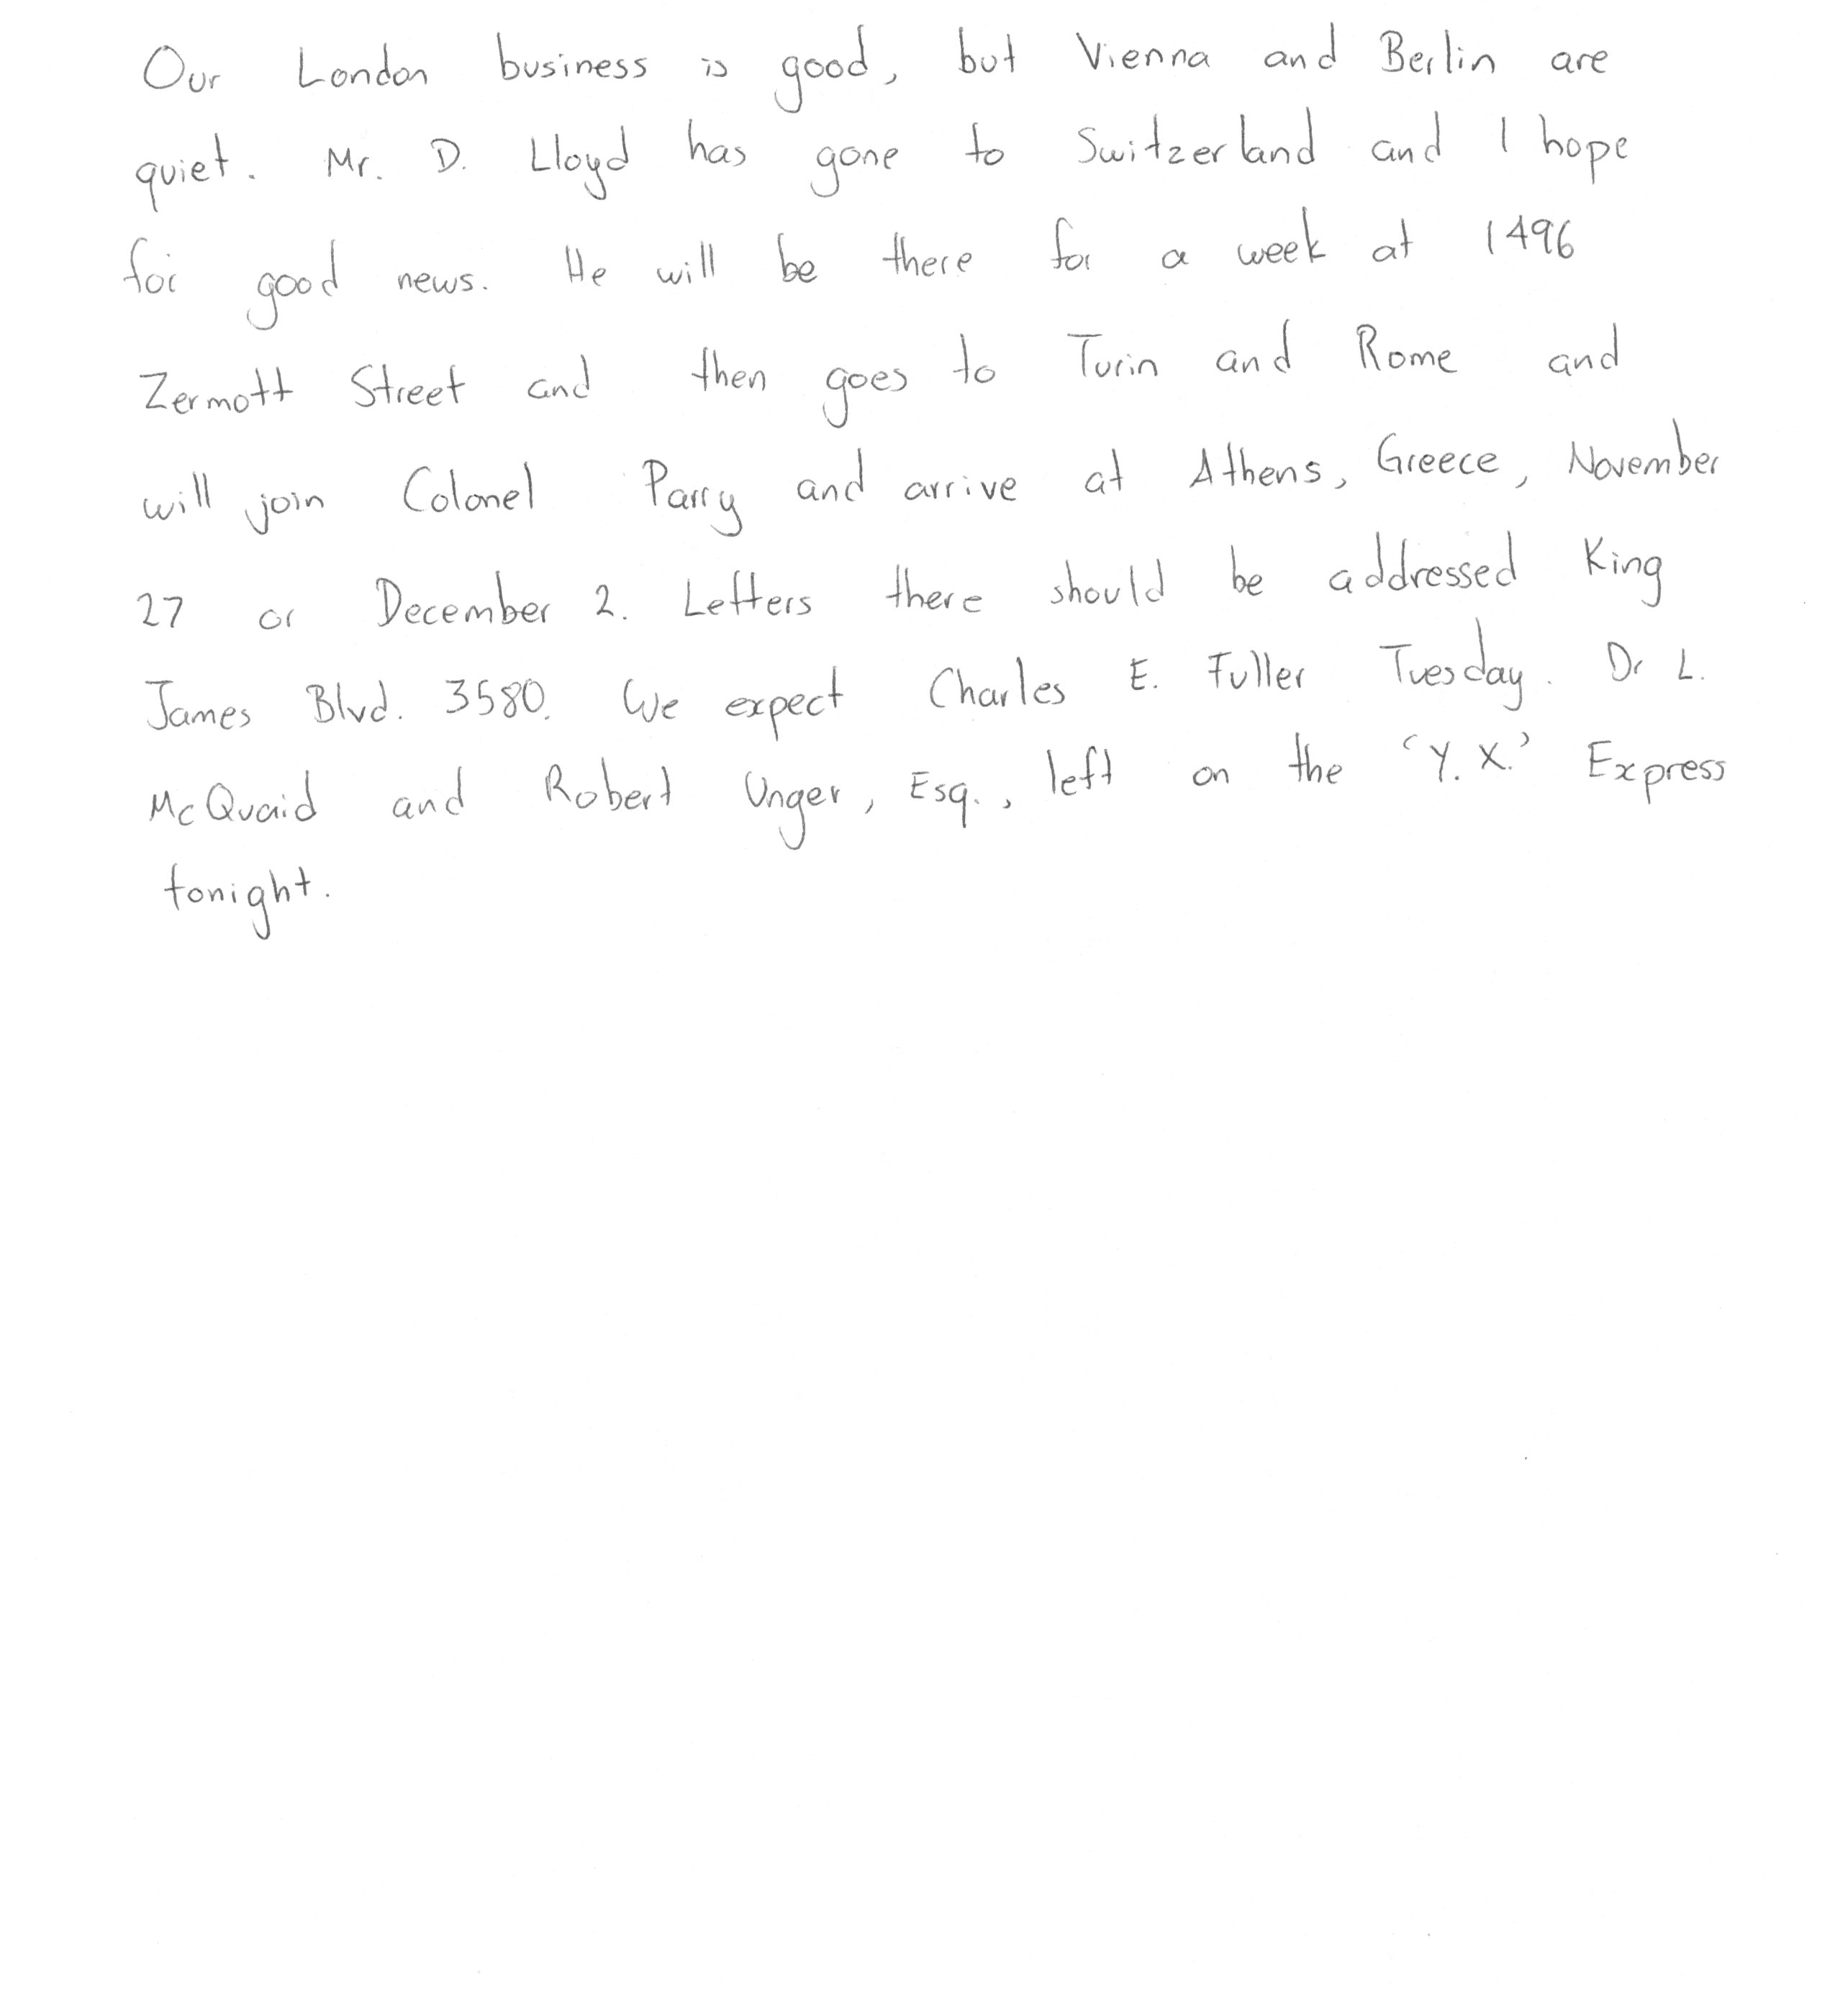 Our London business is good, but Vienna and Berlin are
quiet. Mr. D. Lloyd has gone to Switzerland and I hope
for good news. He will be there for a week at 1496
Zermott Street and then goes to Turin and Rome and
will join Colonel Parry and arrive at Athens, Greece, November
27 or December 2. Letters there should be addressed King
James Blvd. 3580. We expect Charles E. Fuller Tuesday. Dr L.
McQuaid and Robert Unger, Esq., left on the 'Y.X.' Express
tonight.